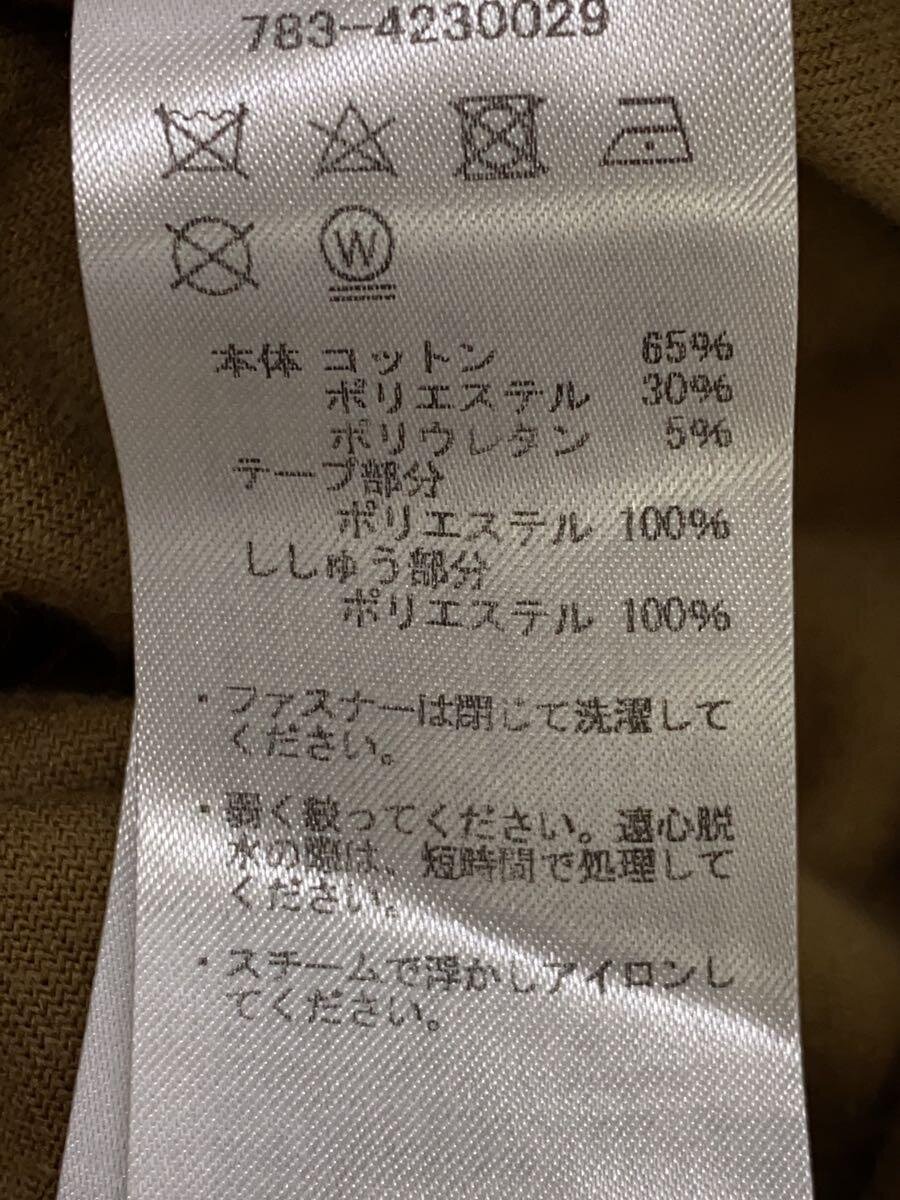 783-4230029
W
本体 コットン 65%
ポリエステル 30%
ポリウレタン 5%
テープ部分
ポリエステル 100%
ししゅう部分
ポリエステル 100%
・ファスナーは閉じて洗濯して
ください。
・弱く絞ってください。遠心脱
水の際は、短時間で処理して
ください。
・スチームで浮かしアイロンし
てください。